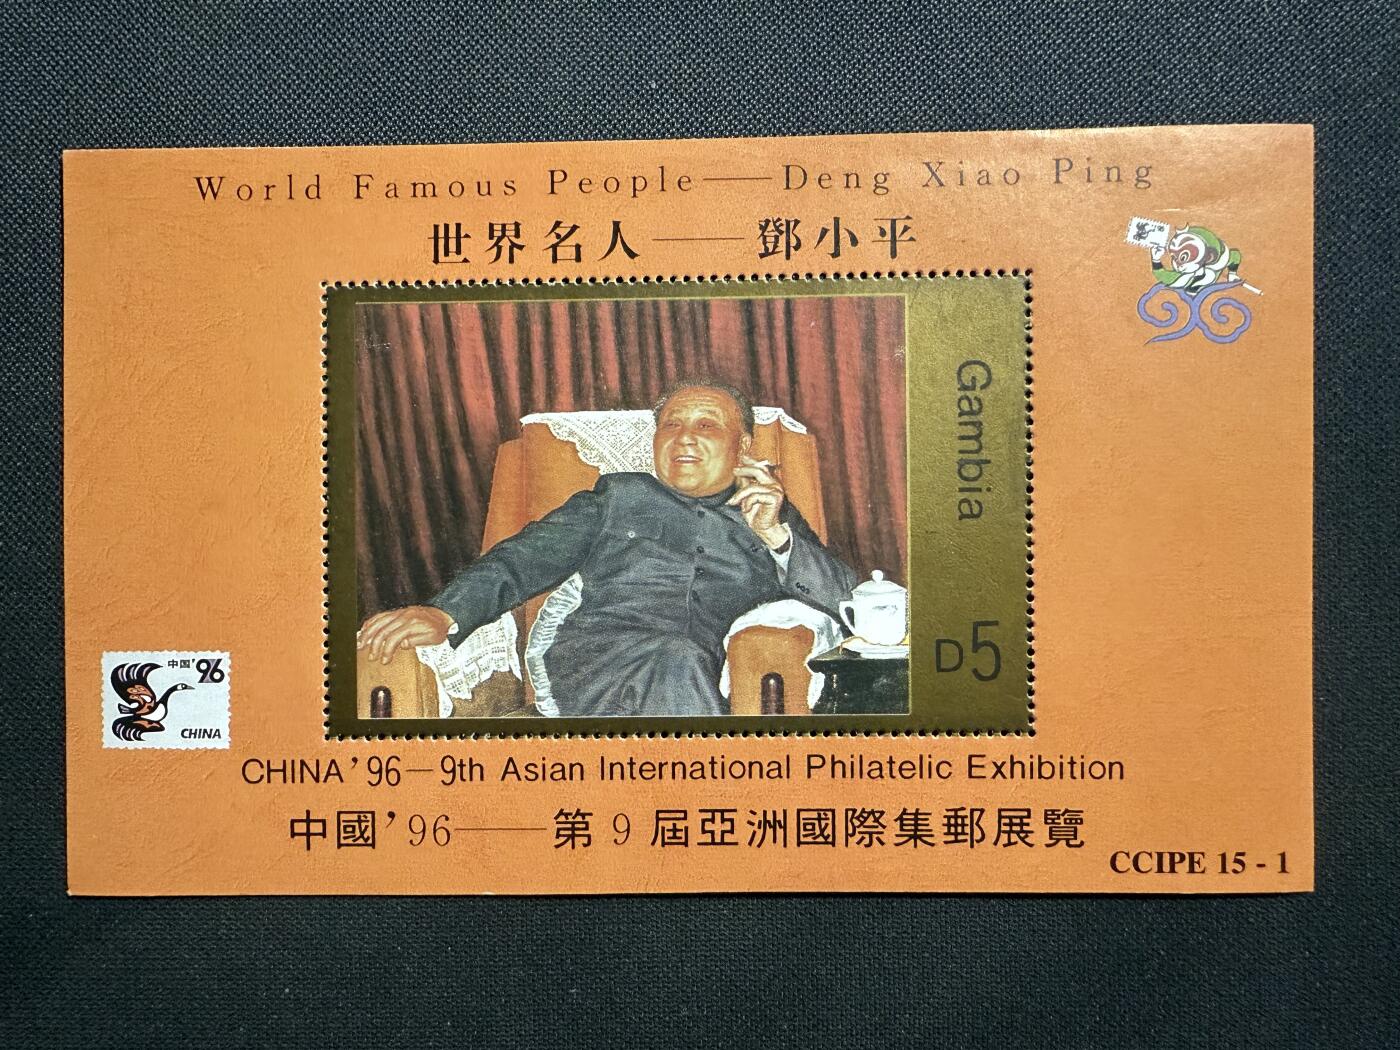 World Famous People——Deng Xiao Ping
世界名人——鄧小平
Gambia
D5
中国'96
CHINA
CHINA'96—9th Asian International Philatelic Exhibition
中國'96——第9屆亞洲國際集郵展覽
CCIPE 15 - 1